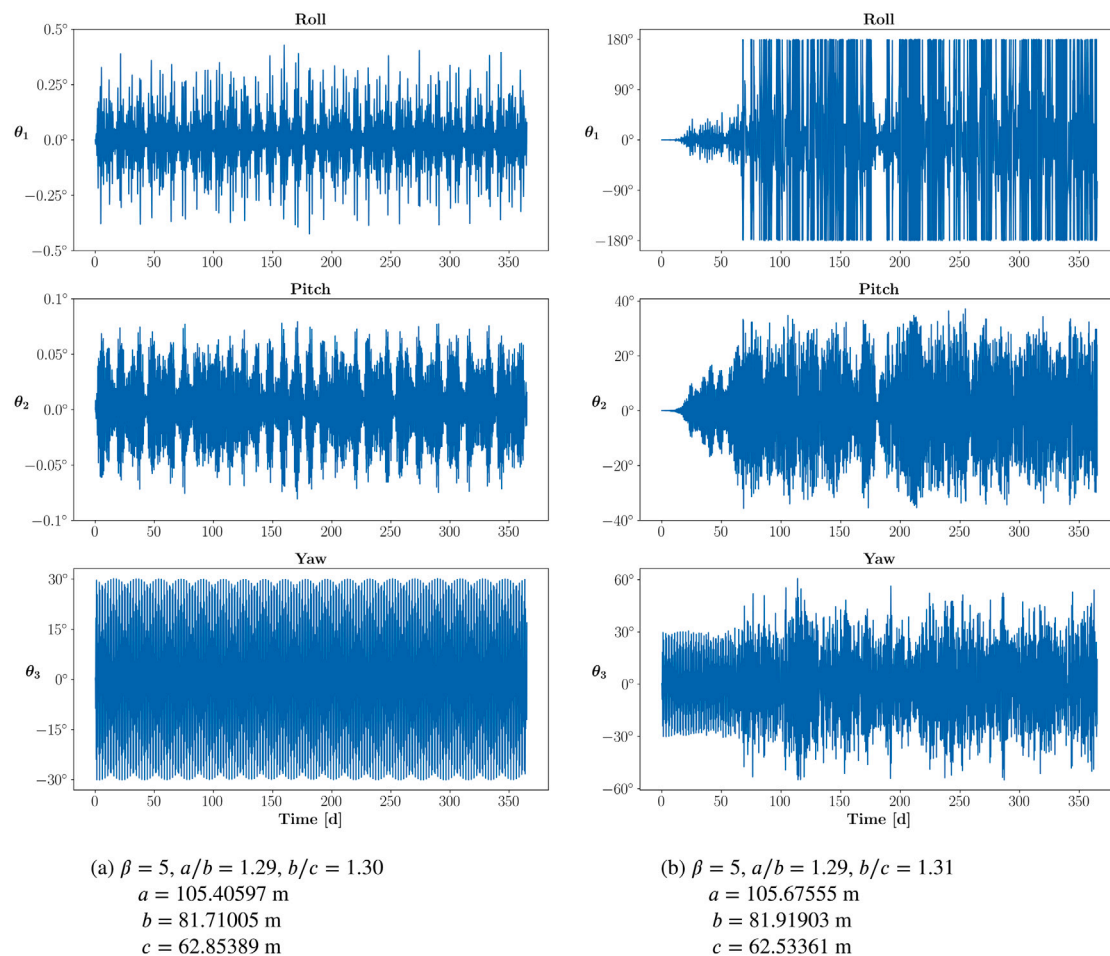 Roll
0.5°
0.25°
θ₁
0.0°
−0.25°
−0.5°
0 50 100 150 200 250 300 350
Pitch
0.1°
0.05°
θ₂
0.0°
−0.05°
−0.1°
0 50 100 150 200 250 300 350
Yaw
30°
15°
θ₃
0°
−15°
−30°
0 50 100 150 200 250 300 350
Time [d]
(a) β = 5, a/b = 1.29, b/c = 1.30
a = 105.40597 m
b = 81.71005 m
c = 62.85389 m
Roll
180°
90°
θ₁
0°
−90°
−180°
0 50 100 150 200 250 300 350
Pitch
40°
20°
θ₂
0°
−20°
−40°
0 50 100 150 200 250 300 350
Yaw
60°
30°
θ₃
0°
−30°
−60°
0 50 100 150 200 250 300 350
Time [d]
(b) β = 5, a/b = 1.29, b/c = 1.31
a = 105.67555 m
b = 81.91903 m
c = 62.53361 m